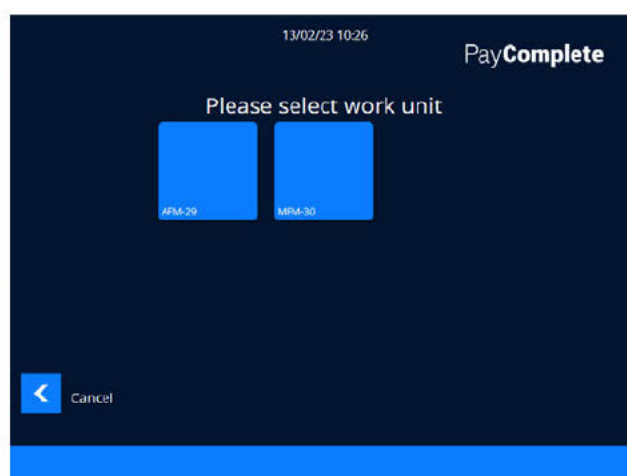 13/02/23 10:26
PayComplete
Please select work unit
AFM-29
MFM-30
Cancel